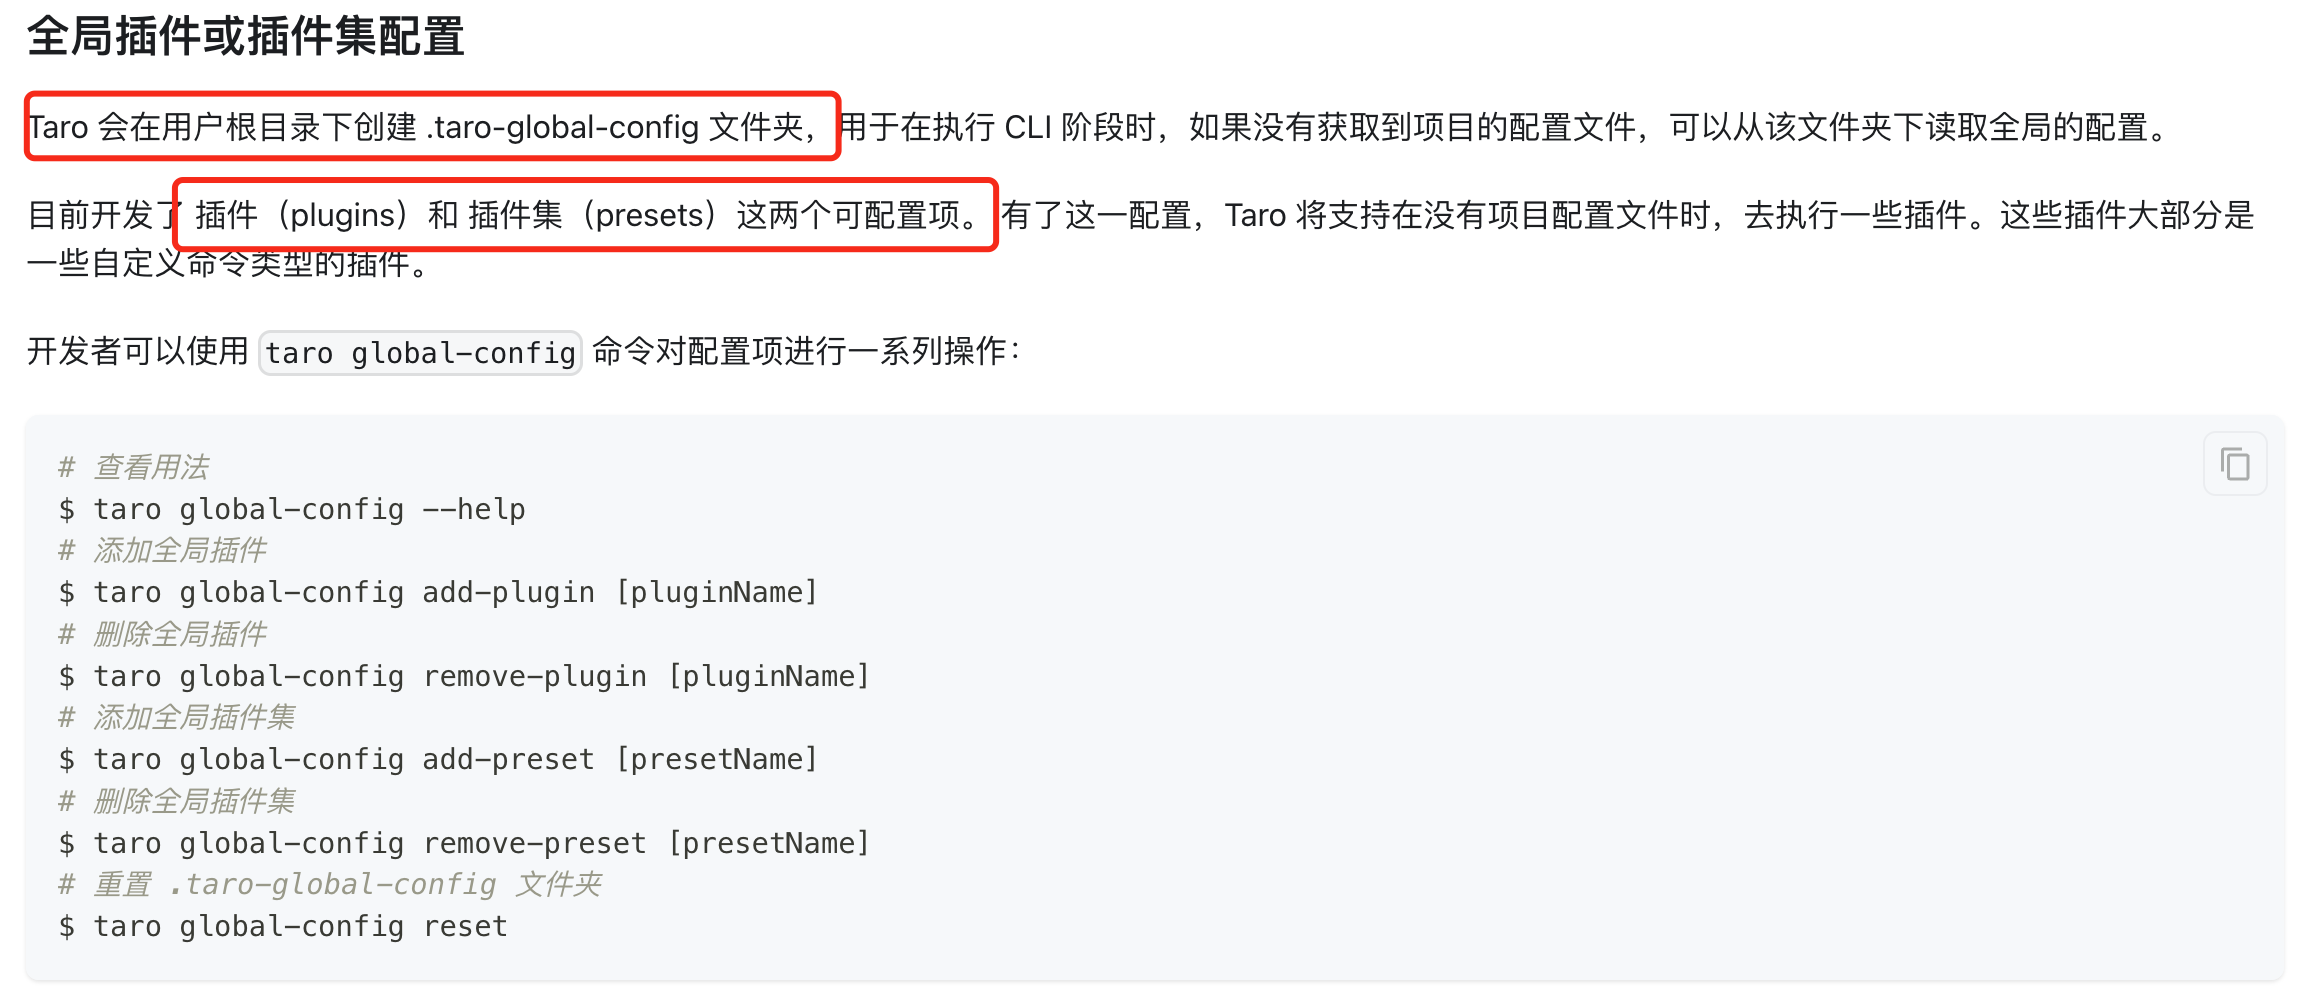 全局插件或插件集配置
Taro 会在用户根目录下创建 .taro-global-config 文件夹，用于在执行 CLI 阶段时，如果没有获取到项目的配置文件，可以从该文件夹下读取全局的配置。
目前开发了 插件（plugins）和 插件集（presets）这两个可配置项。有了这一配置，Taro 将支持在没有项目配置文件时，去执行一些插件。这些插件大部分是
一些自定义命令类型的插件。
开发者可以使用 taro global-config 命令对配置项进行一系列操作：
# 查看用法
$ taro global-config --help
# 添加全局插件
$ taro global-config add-plugin [pluginName]
# 删除全局插件
$ taro global-config remove-plugin [pluginName]
# 添加全局插件集
$ taro global-config add-preset [presetName]
# 删除全局插件集
$ taro global-config remove-preset [presetName]
# 重置 .taro-global-config 文件夹
$ taro global-config reset